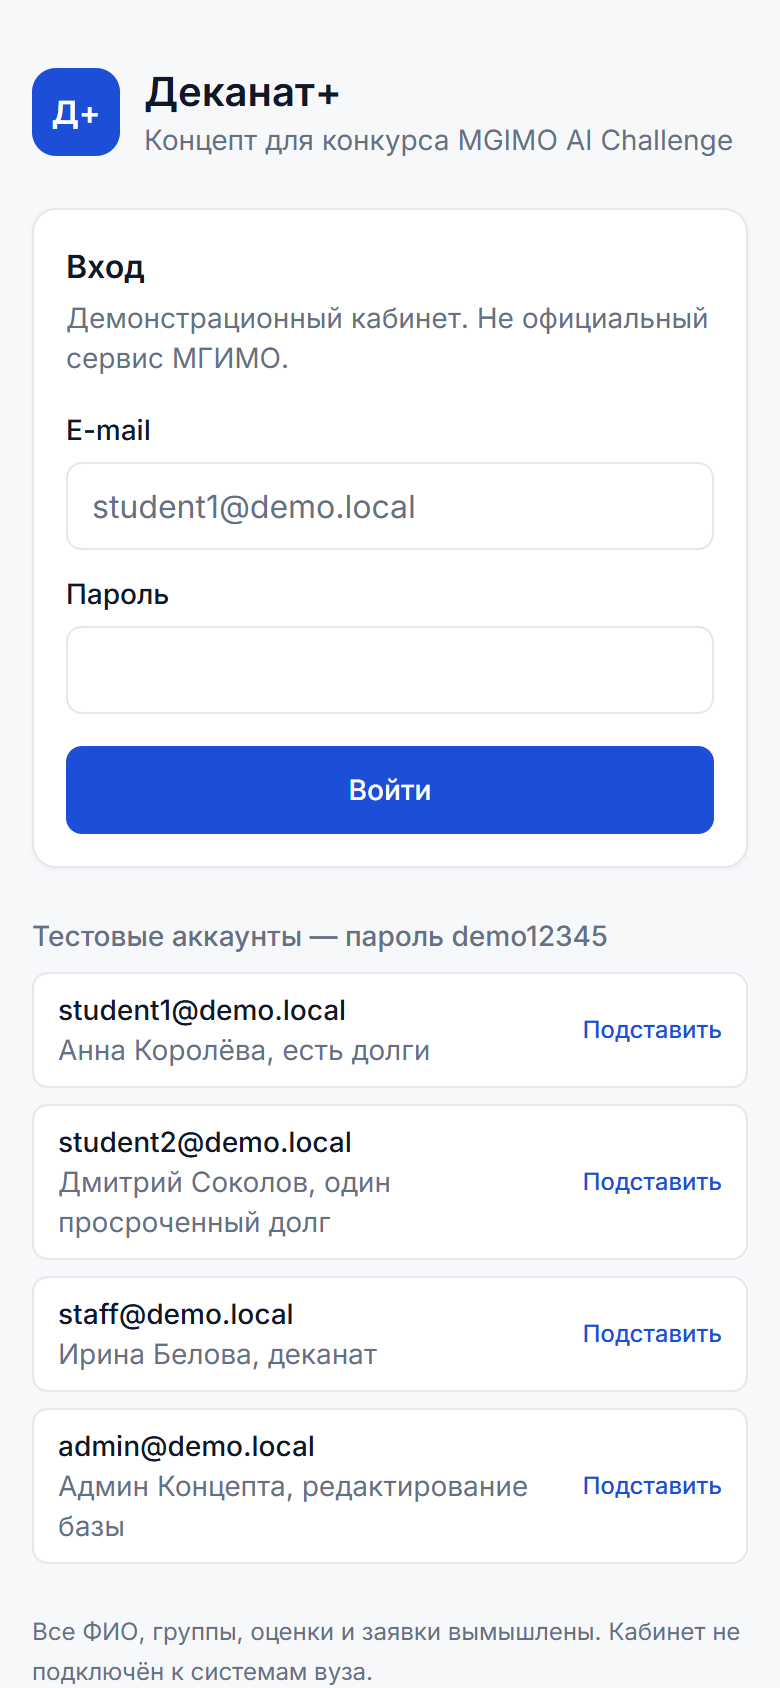 Д+
Деканат+
Концепт для конкурса MGIMO AI Challenge
Вход
Демонстрационный кабинет. Не официальный
сервис МГИМО.
E-mail
student1@demo.local
Пароль
Войти
Тестовые аккаунты — пароль demo12345
student1@demo.local
Анна Королёва, есть долги
Подставить
student2@demo.local
Дмитрий Соколов, один
просроченный долг
Подставить
staff@demo.local
Ирина Белова, деканат
Подставить
admin@demo.local
Админ Концепта, редактирование
базы
Подставить
Все ФИО, группы, оценки и заявки вымышлены. Кабинет не
подключён к системам вуза.